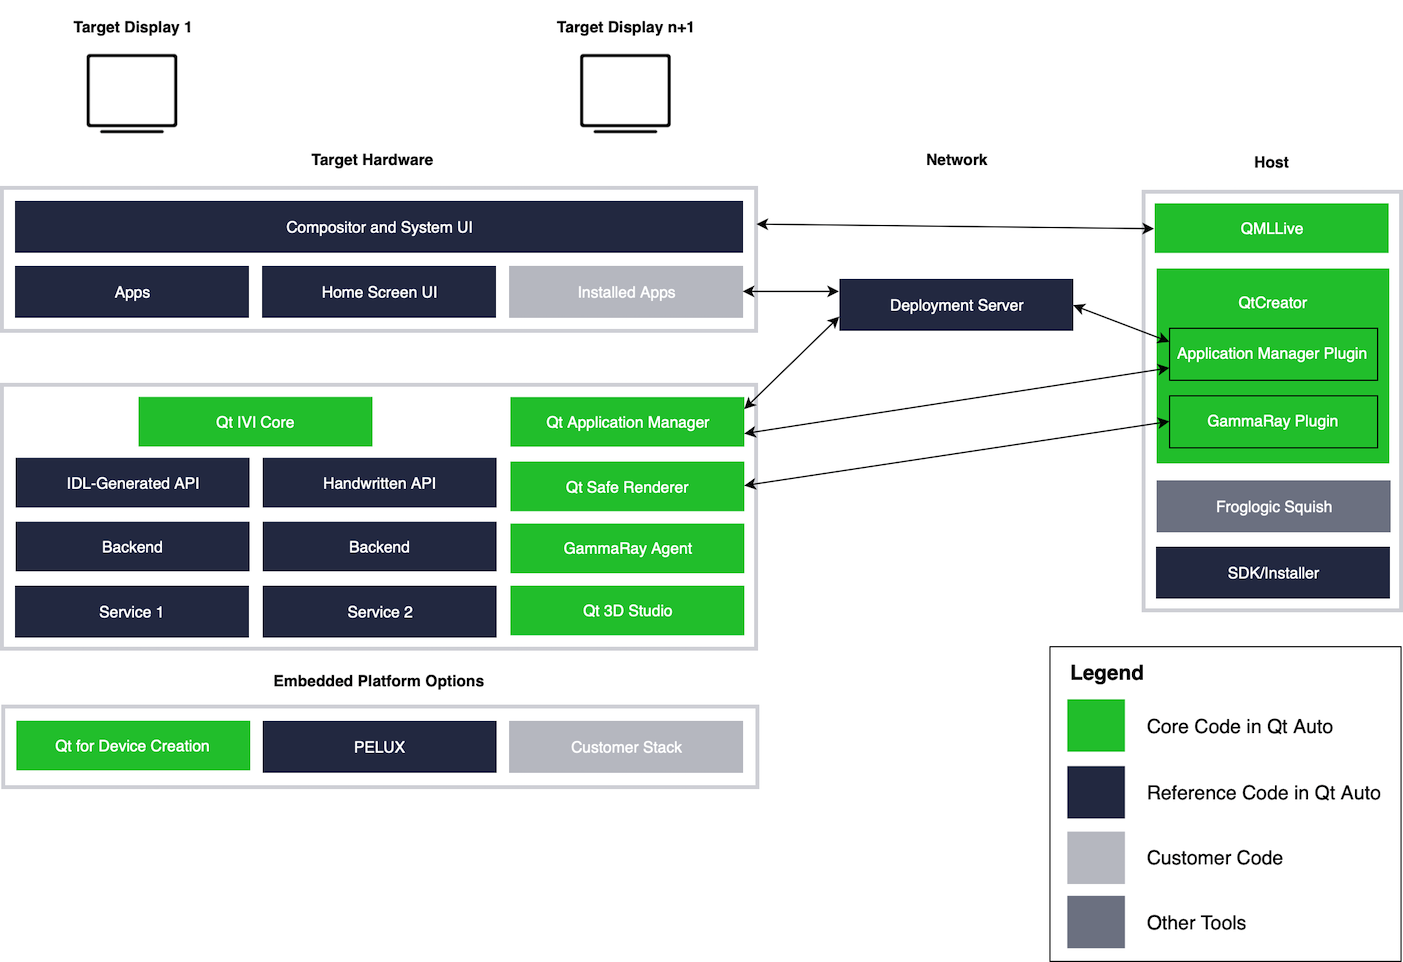 Target Display 1
Target Display n+1
Target Hardware
Network
Host
Compositor and System UI
Apps
Home Screen UI
Installed Apps
Deployment Server
QMLLive
QtCreator
Application Manager Plugin
GammaRay Plugin
Froglogic Squish
SDK/Installer
Qt IVI Core
Qt Application Manager
IDL-Generated API
Handwritten API
Qt Safe Renderer
Backend
Backend
GammaRay Agent
Service 1
Service 2
Qt 3D Studio
Embedded Platform Options
Qt for Device Creation
PELUX
Customer Stack
Legend
Core Code in Qt Auto
Reference Code in Qt Auto
Customer Code
Other Tools